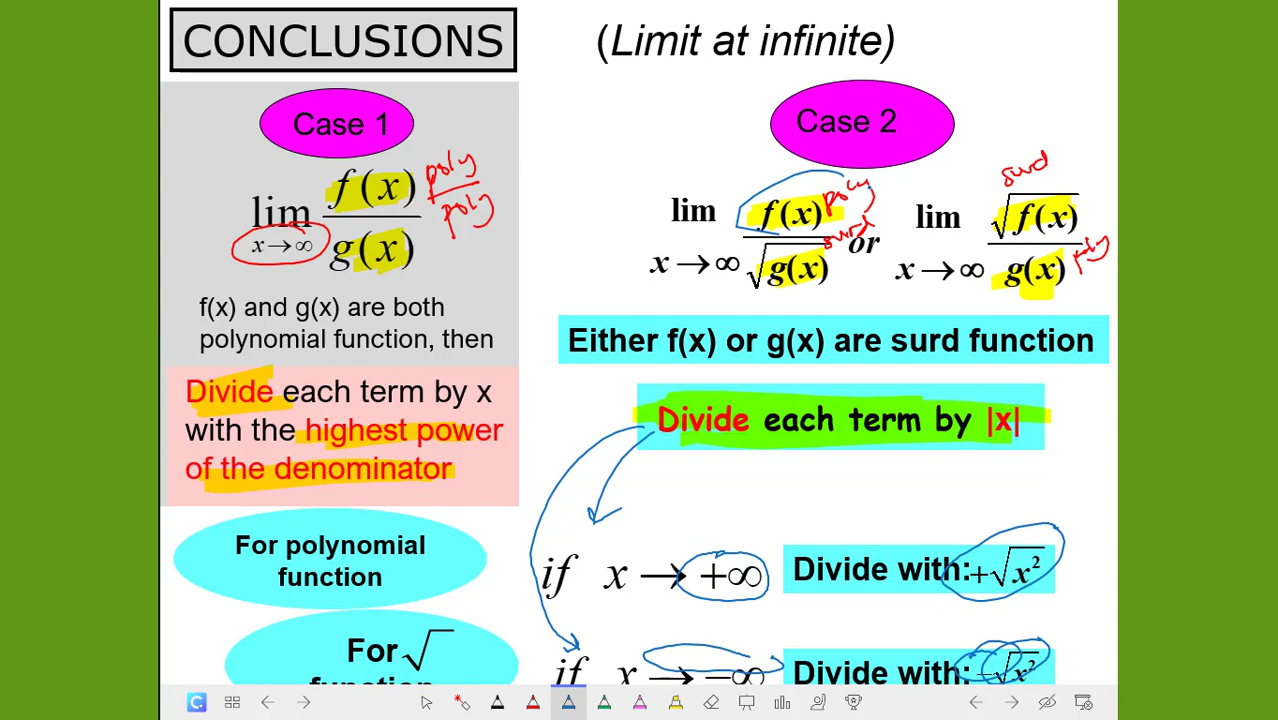 CONCLUSIONS
(Limit at infinite)
Case 1
lim x→∞ f(x)/g(x)
poly
poly
f(x) and g(x) are both
polynomial function, then
Divide each term by x
with the highest power
of the denominator
For polynomial
function
For √
function
Case 2
lim x→∞ f(x)/√g(x) or lim x→∞ √f(x)/g(x)
poly
surd
surd
poly
Either f(x) or g(x) are surd function
Divide each term by |x|
if x → +∞
Divide with:+√x²
if x → −∞
Divide with:−√x²